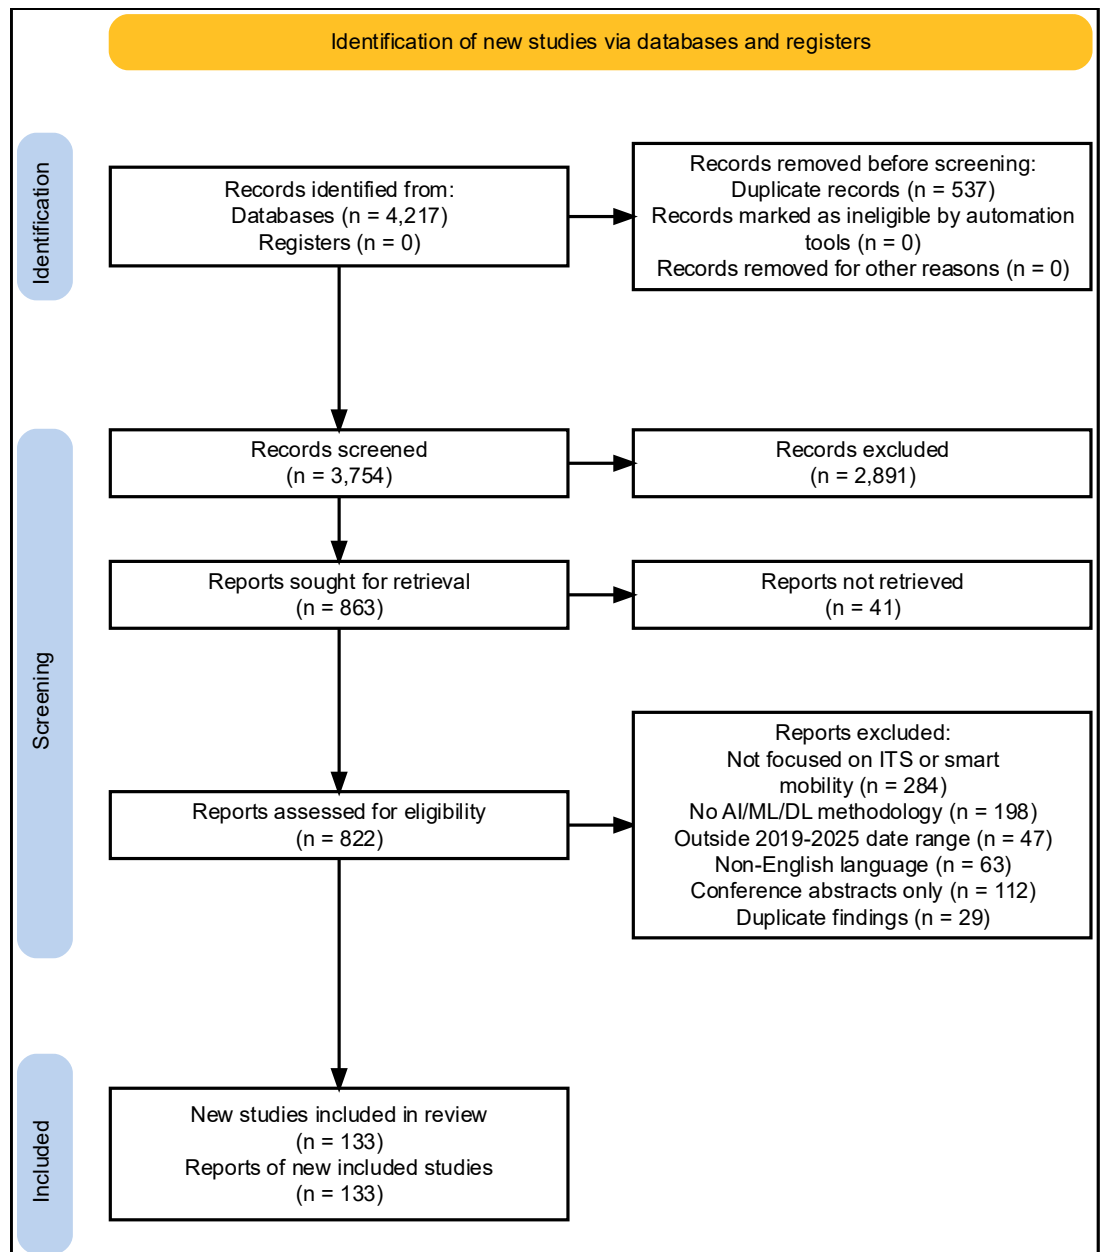 Identification of new studies via databases and registers
Identification
Records identified from:
Databases (n = 4,217)
Registers (n = 0)
Records removed before screening:
Duplicate records (n = 537)
Records marked as ineligible by automation
tools (n = 0)
Records removed for other reasons (n = 0)
Screening
Records screened
(n = 3,754)
Records excluded
(n = 2,891)
Reports sought for retrieval
(n = 863)
Reports not retrieved
(n = 41)
Reports assessed for eligibility
(n = 822)
Reports excluded:
Not focused on ITS or smart
mobility (n = 284)
No AI/ML/DL methodology (n = 198)
Outside 2019-2025 date range (n = 47)
Non-English language (n = 63)
Conference abstracts only (n = 112)
Duplicate findings (n = 29)
Included
New studies included in review
(n = 133)
Reports of new included studies
(n = 133)